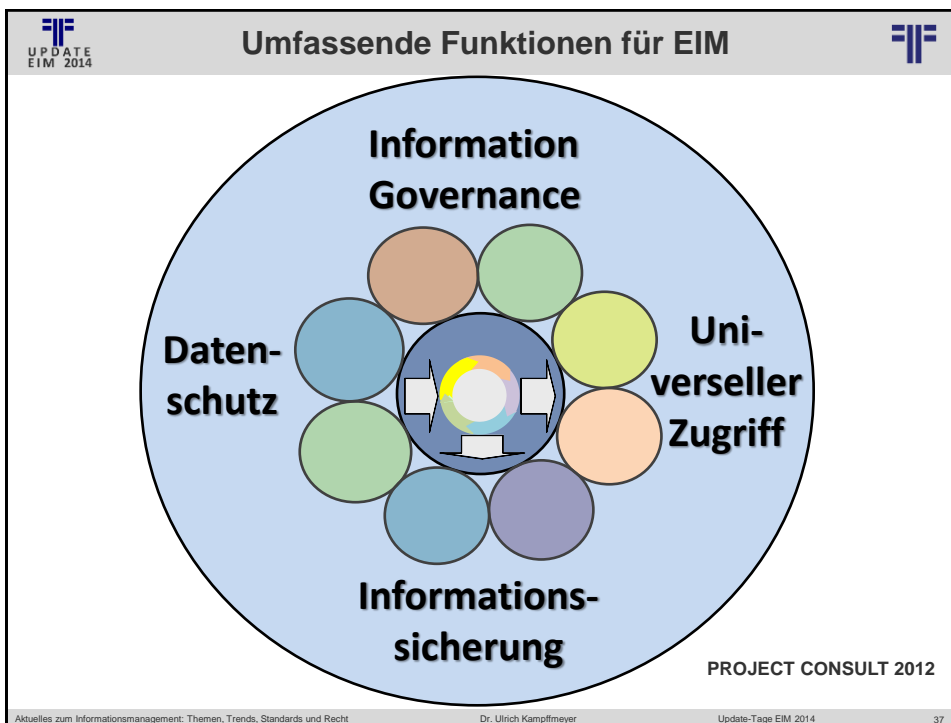 UPDATE
EIM 2014
Umfassende Funktionen für EIM
Information
Governance
Daten-
schutz
Uni-
verseller
Zugriff
Informations-
sicherung
PROJECT CONSULT 2012
Aktuelles zum Informationsmanagement: Themen, Trends, Standards und Recht
Dr. Ulrich Kampffmeyer
Update-Tage EIM 2014
37